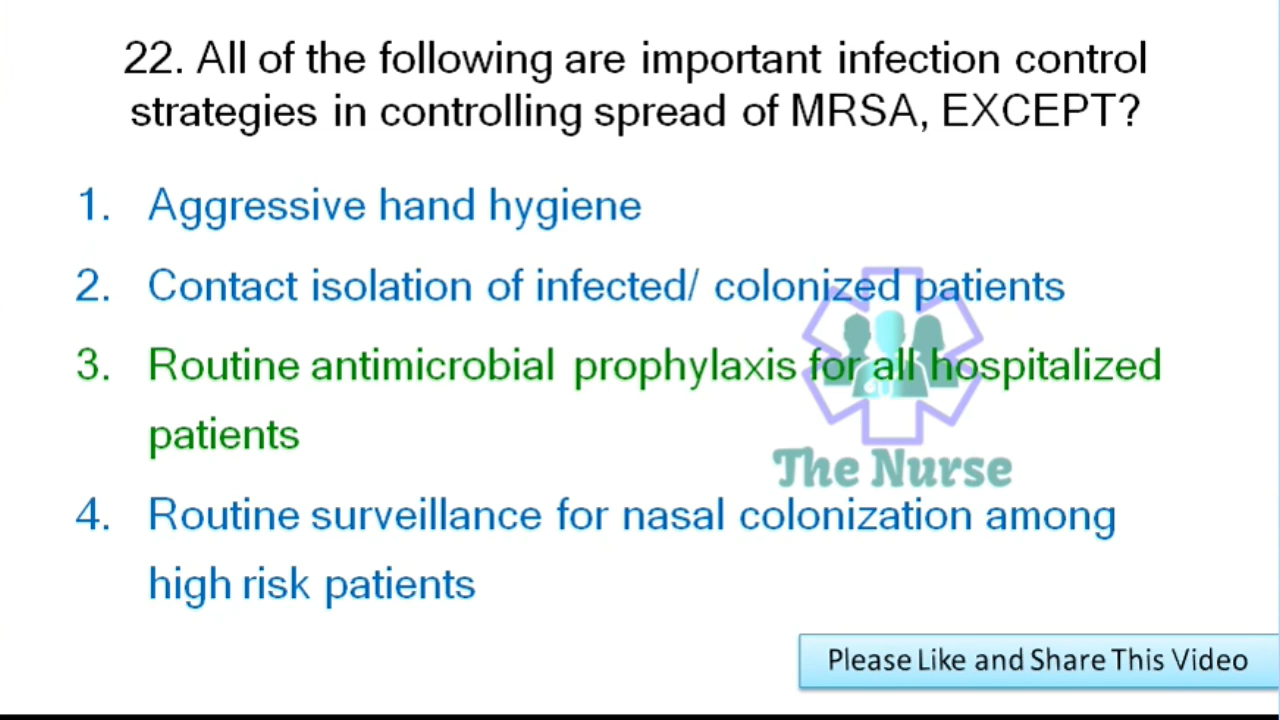 22. All of the following are important infection control
strategies in controlling spread of MRSA, EXCEPT?
1. Aggressive hand hygiene
2. Contact isolation of infected/ colonized patients
3. Routine antimicrobial prophylaxis for all hospitalized
patients
The Nurse
4. Routine surveillance for nasal colonization among
high risk patients
Please Like and Share This Video